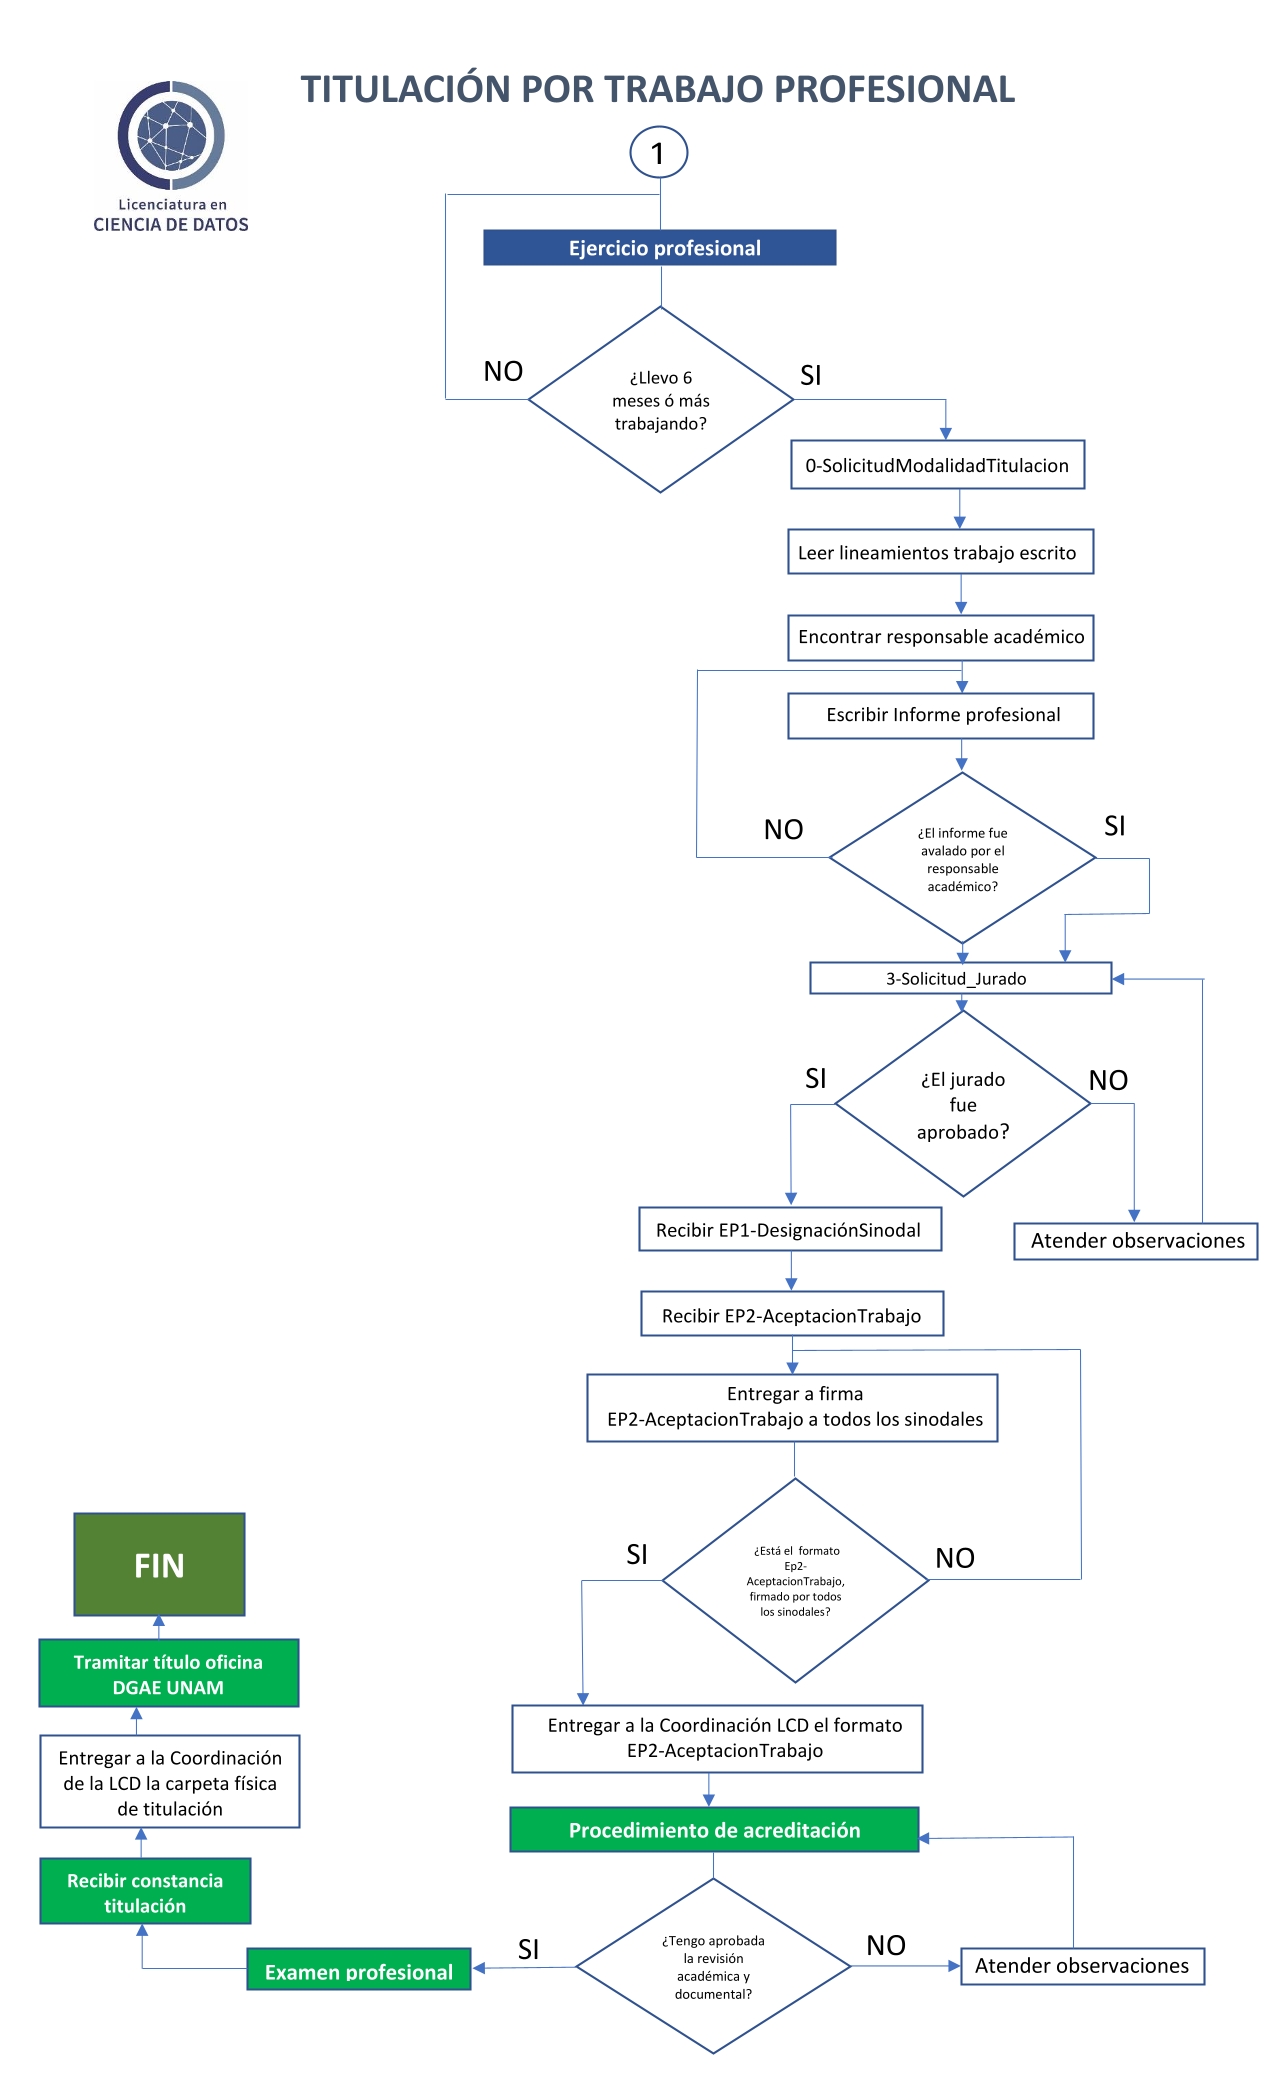 TITULACIÓN POR TRABAJO PROFESIONAL
Licenciatura en
CIENCIA DE DATOS
1
Ejercicio profesional
¿Llevo 6
meses ó más
trabajando?
NO
SI
0-SolicitudModalidadTitulacion
Leer lineamientos trabajo escrito
Encontrar responsable académico
Escribir Informe profesional
¿El informe fue
avalado por el
responsable
académico?
NO
SI
3-Solicitud_Jurado
¿El jurado
fue
aprobado?
SI
NO
Recibir EP1-DesignaciónSinodal
Atender observaciones
Recibir EP2-AceptacionTrabajo
Entregar a firma
EP2-AceptacionTrabajo a todos los sinodales
¿Está el formato
Ep2-
AceptacionTrabajo,
firmado por todos
los sinodales?
SI
NO
Entregar a la Coordinación LCD el formato
EP2-AceptacionTrabajo
Procedimiento de acreditación
¿Tengo aprobada
la revisión
académica y
documental?
SI
NO
Atender observaciones
Examen profesional
Recibir constancia
titulación
Entregar a la Coordinación
de la LCD la carpeta física
de titulación
Tramitar título oficina
DGAE UNAM
FIN